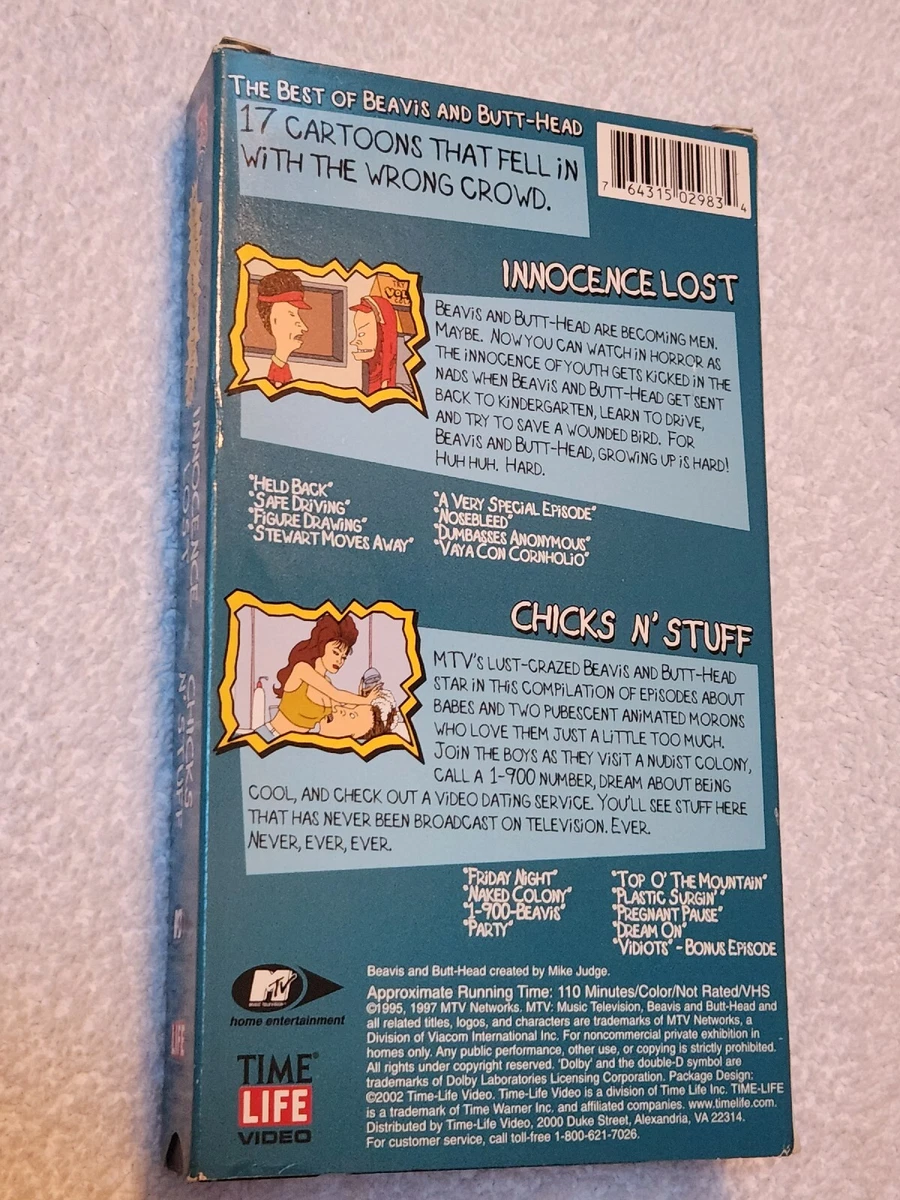 THE BEST OF BEAVIS AND BUTT-HEAD
17 CARTOONS THAT FELL IN
WITH THE WRONG CROWD.
7 64315 02983 4
INNOCENCE LOST
BEAVIS AND BUTT-HEAD ARE BECOMING MEN.
MAYBE. NOW YOU CAN WATCH IN HORROR AS
THE INNOCENCE OF YOUTH GETS KICKED IN THE
NADS WHEN BEAVIS AND BUTT-HEAD GET SENT
BACK TO KINDERGARTEN, LEARN TO DRIVE,
AND TRY TO SAVE A WOUNDED BIRD. FOR
BEAVIS AND BUTT-HEAD, GROWING UP IS HARD!
HUH HUH. HARD.
TRY
VOL
"HELD BACK"
"SAFE DRIVING"
"FIGURE DRAWING"
"STEWART MOVES AWAY"
"A VERY SPECIAL EPISODE"
"NOSEBLEED"
"DUMBASSES ANONYMOUS"
"VAYA CON CORNHOLIO"
CHICKS N' STUFF
MTV'S LUST-CRAZED BEAVIS AND BUTT-HEAD
STAR IN THIS COMPILATION OF EPISODES ABOUT
BABES AND TWO PUBESCENT ANIMATED MORONS
WHO LOVE THEM JUST A LITTLE TOO MUCH.
JOIN THE BOYS AS THEY VISIT A NUDIST COLONY,
CALL A 1-900 NUMBER, DREAM ABOUT BEING
COOL, AND CHECK OUT A VIDEO DATING SERVICE. YOU'LL SEE STUFF HERE
THAT HAS NEVER BEEN BROADCAST ON TELEVISION. EVER.
NEVER, EVER, EVER.
"FRIDAY NIGHT"
"NAKED COLONY"
"1-900-BEAVIS"
"PARTY"
"TOP O' THE MOUNTAIN"
"PLASTIC SURGIN'"
"PREGNANT PAUSE"
"DREAM ON"
"VIDIOTS" - BONUS EPISODE
MTV
MUSIC TELEVISION
home entertainment
TIME
LIFE
VIDEO
Beavis and Butt-Head created by Mike Judge.
Approximate Running Time: 110 Minutes/Color/Not Rated/VHS
©1995, 1997 MTV Networks. MTV: Music Television, Beavis and Butt-Head and
all related titles, logos, and characters are trademarks of MTV Networks, a
Division of Viacom International Inc. For noncommercial private exhibition in
homes only. Any public performance, other use, or copying is strictly prohibited.
All rights under copyright reserved. 'Dolby' and the double-D symbol are
trademarks of Dolby Laboratories Licensing Corporation. Package Design:
©2002 Time-Life Video. Time-Life Video is a division of Time Life Inc. TIME-LIFE
is a trademark of Time Warner Inc. and affiliated companies. www.timelife.com.
Distributed by Time-Life Video, 2000 Duke Street, Alexandria, VA 22314.
For customer service, call toll-free 1-800-621-7026.
INNOCENCE
LOST
CHICKS
N' STUFF
LIFE